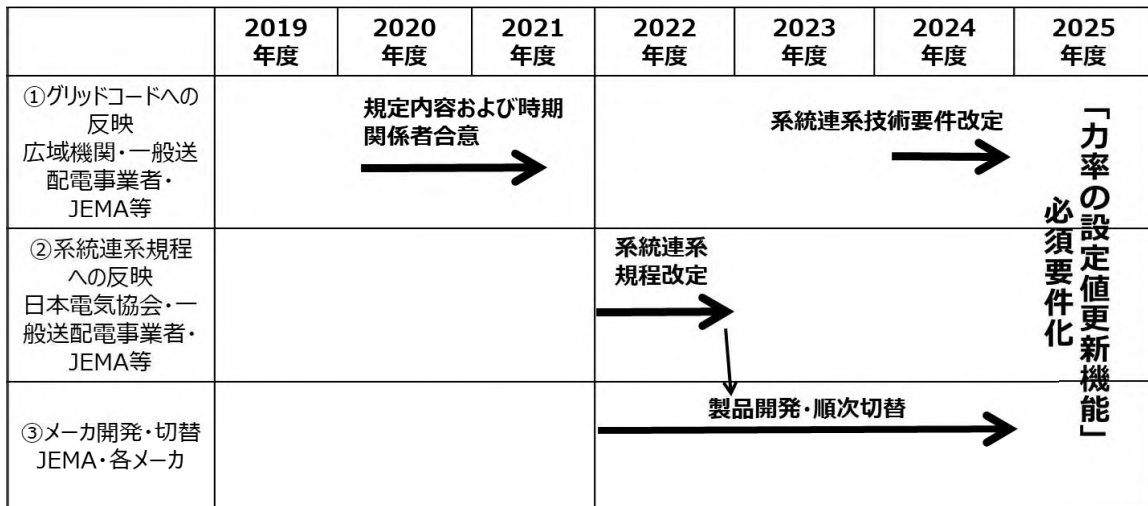 2019
年度
2020
年度
2021
年度
2022
年度
2023
年度
2024
年度
2025
年度
①グリッドコードへの
反映
広域機関・一般送
配電事業者・
JEMA等
規定内容および時期
関係者合意
系統連系技術要件改定
②系統連系規程
への反映
日本電気協会・一
般送配電事業者・
JEMA等
系統連系
規程改定
③メーカ開発・切替
JEMA・各メーカ
製品開発・順次切替
「力率の設定値更新機能」
必須要件化